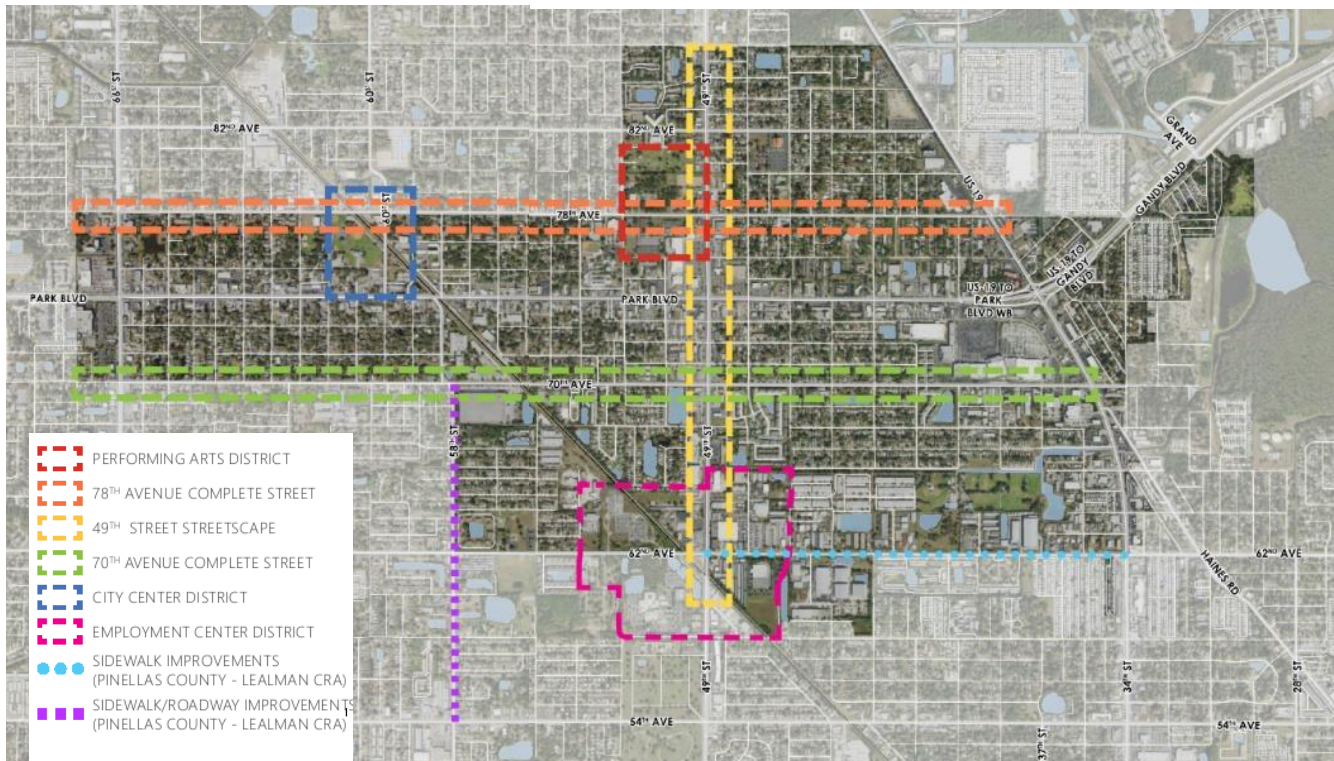 66ST ST
60ST ST
49TH ST
82ND AVE
82ND AVE
GRAND AVE
US-19
GANDY BLVD
60ST ST
78TH AVE
US-19 TO
GANDY BLVD
PARK BLVD
PARK BLVD
US-19 TO
PARK
BLVD WB
70TH AVE
58TH ST
49TH ST
PERFORMING ARTS DISTRICT
78TH AVENUE COMPLETE STREET
49TH STREET STREETSCAPE
70TH AVENUE COMPLETE STREET
CITY CENTER DISTRICT
EMPLOYMENT CENTER DISTRICT
SIDEWALK IMPROVEMENTS
(PINELLAS COUNTY - LEALMAN CRA)
SIDEWALK/ROADWAY IMPROVEMENTS
(PINELLAS COUNTY - LEALMAN CRA)
62ND AVE
62ND AVE
HAINES RD
49TH ST
34TH ST
28TH ST
54TH AVE
54TH AVE
37TH ST